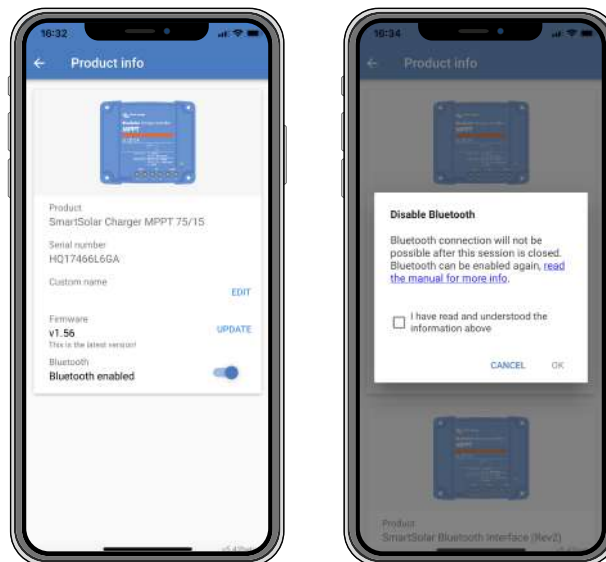 16:32
Product info
Product
SmartSolar Charger MPPT 75/15
Serial number
HQ17466L6GA
Custom name
EDIT
Firmware
v1.56
UPDATE
This is the latest version!
Bluetooth
Bluetooth enabled
16:34
Product info
Disable Bluetooth
Bluetooth connection will not be
possible after this session is closed.
Bluetooth can be enabled again, read
the manual for more info.
I have read and understood the
information above
CANCEL
OK
Product
SmartSolar Bluetooth Interface (RevZ)